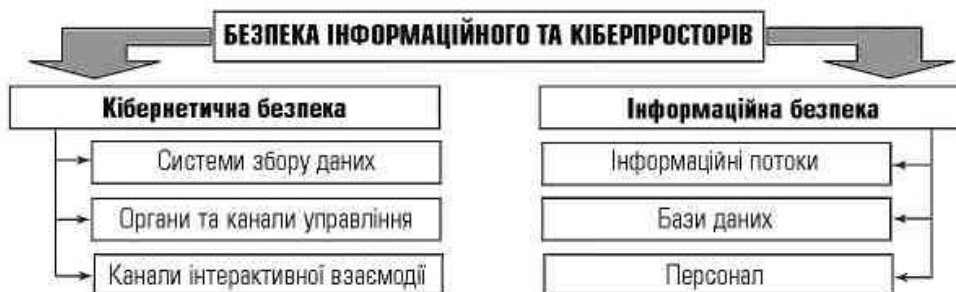 БЕЗПЕКА ІНФОРМАЦІЙНОГО ТА КІБЕРПРОСТОРІВ
Кібернетична безпека
Системи збору даних
Органи та канали управління
Канали інтерактивної взаємодії
Інформаційна безпека
Інформаційні потоки
Бази даних
Персонал